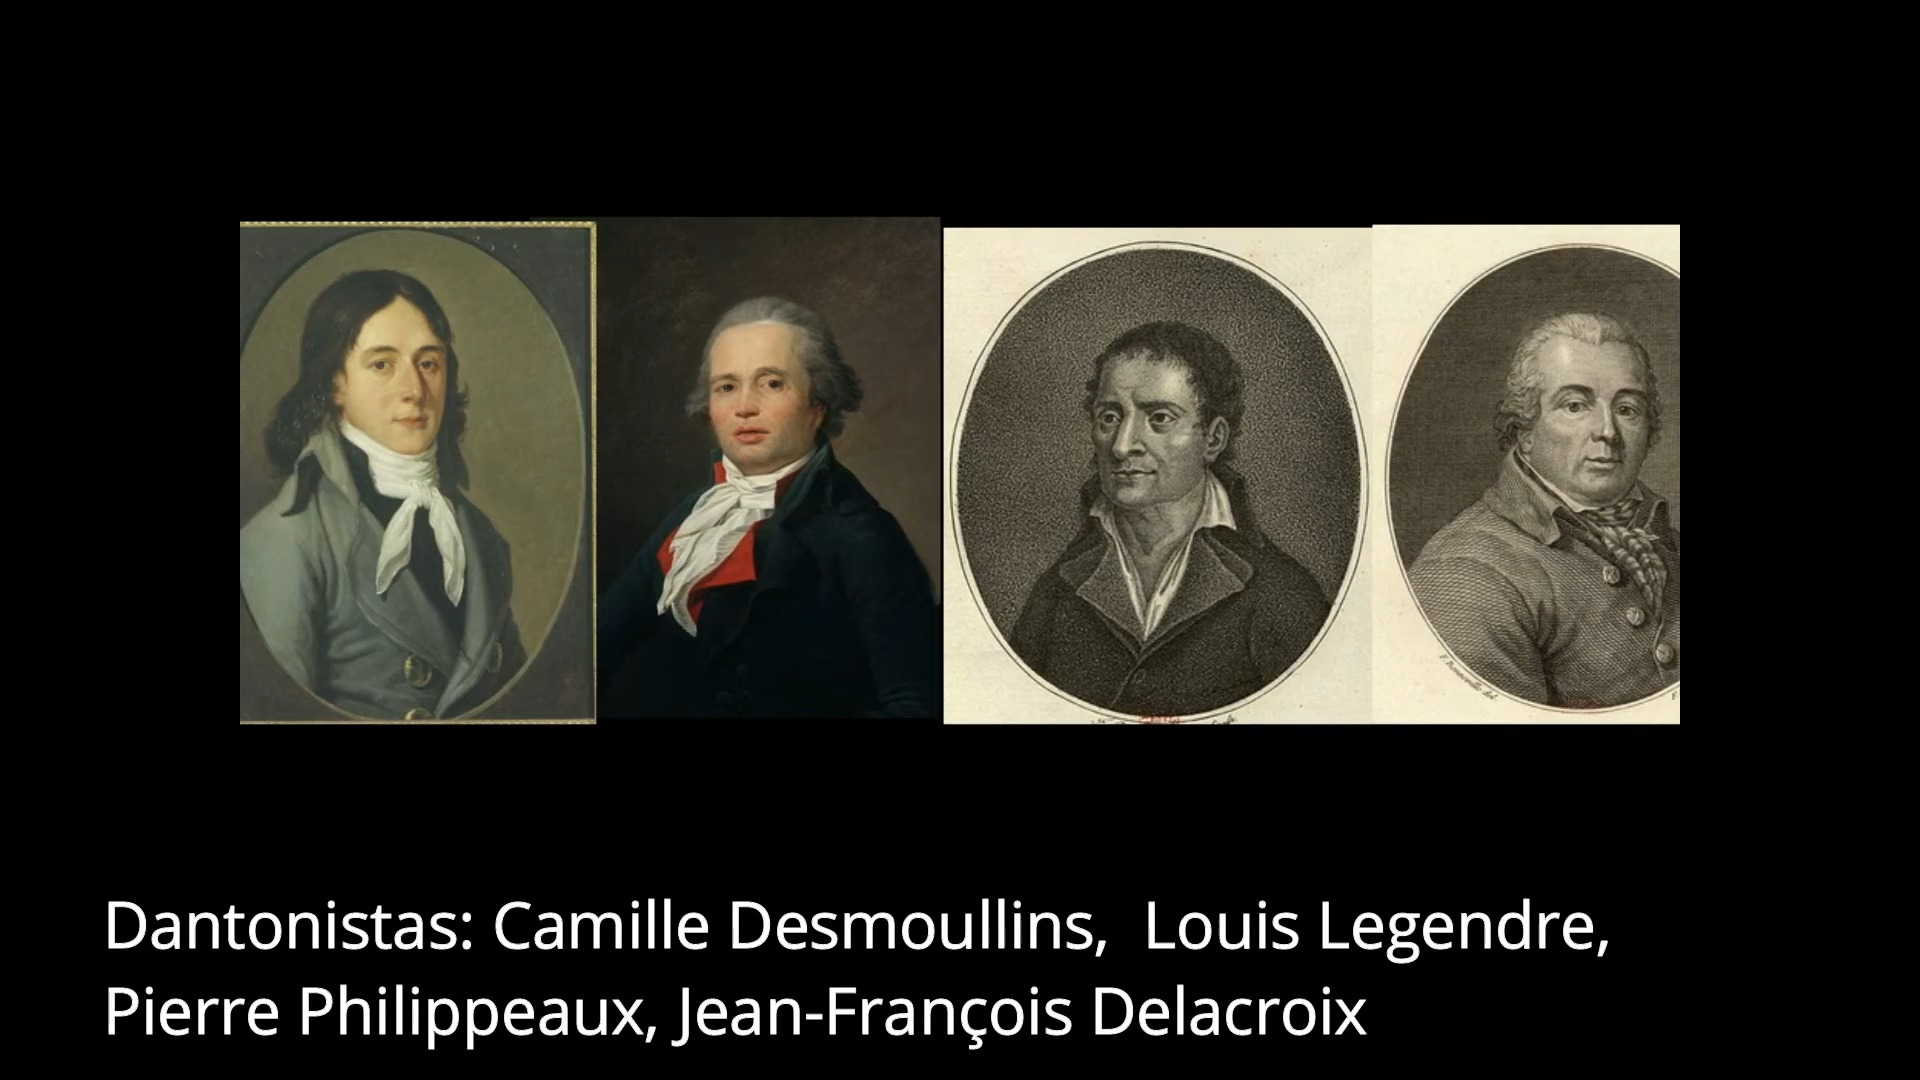 Dantonistas: Camille Desmoullins, Louis Legendre,
Pierre Philippeaux, Jean-François Delacroix